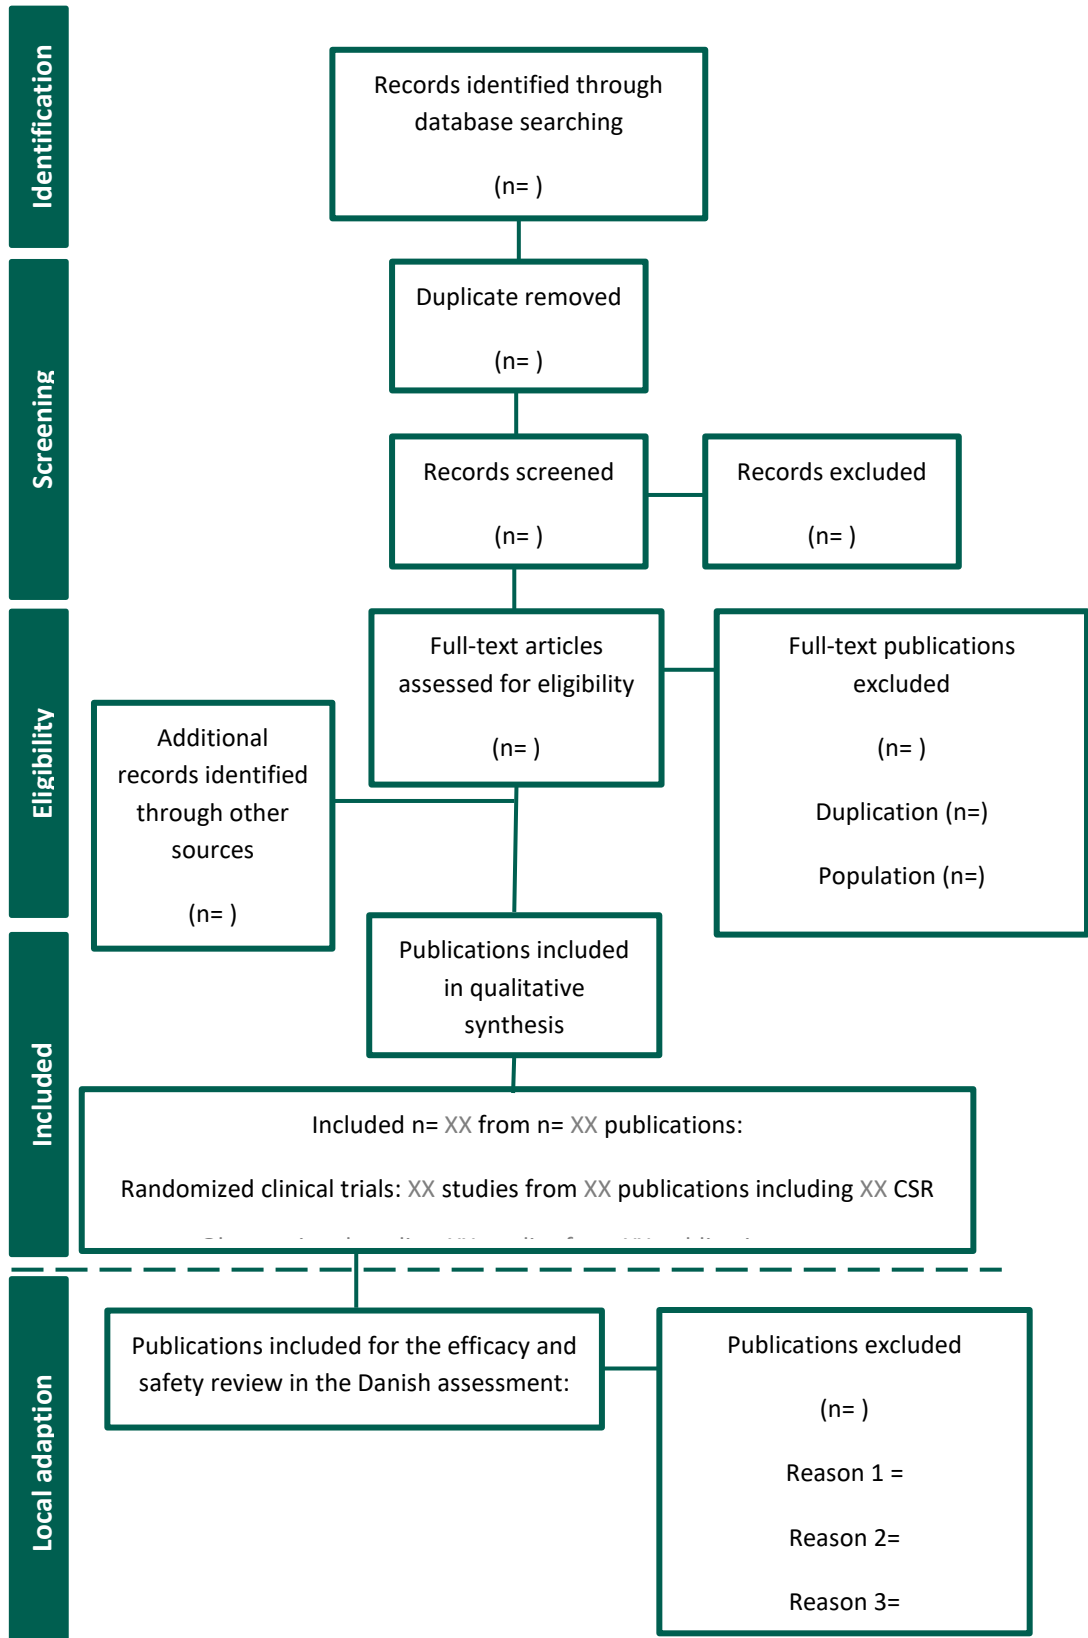 Identification
Records identified through
database searching
(n= )
Screening
Duplicate removed
(n= )
Records screened
(n= )
Records excluded
(n= )
Eligibility
Full-text articles
assessed for eligibility
(n= )
Full-text publications
excluded
(n= )
Duplication (n=)
Population (n=)
Additional
records identified
through other
sources
(n= )
Included
Publications included
in qualitative
synthesis
Included n= XX from n= XX publications:
Randomized clinical trials: XX studies from XX publications including XX CSR
Local adaption
Publications included for the efficacy and
safety review in the Danish assessment:
Publications excluded
(n= )
Reason 1 =
Reason 2=
Reason 3=